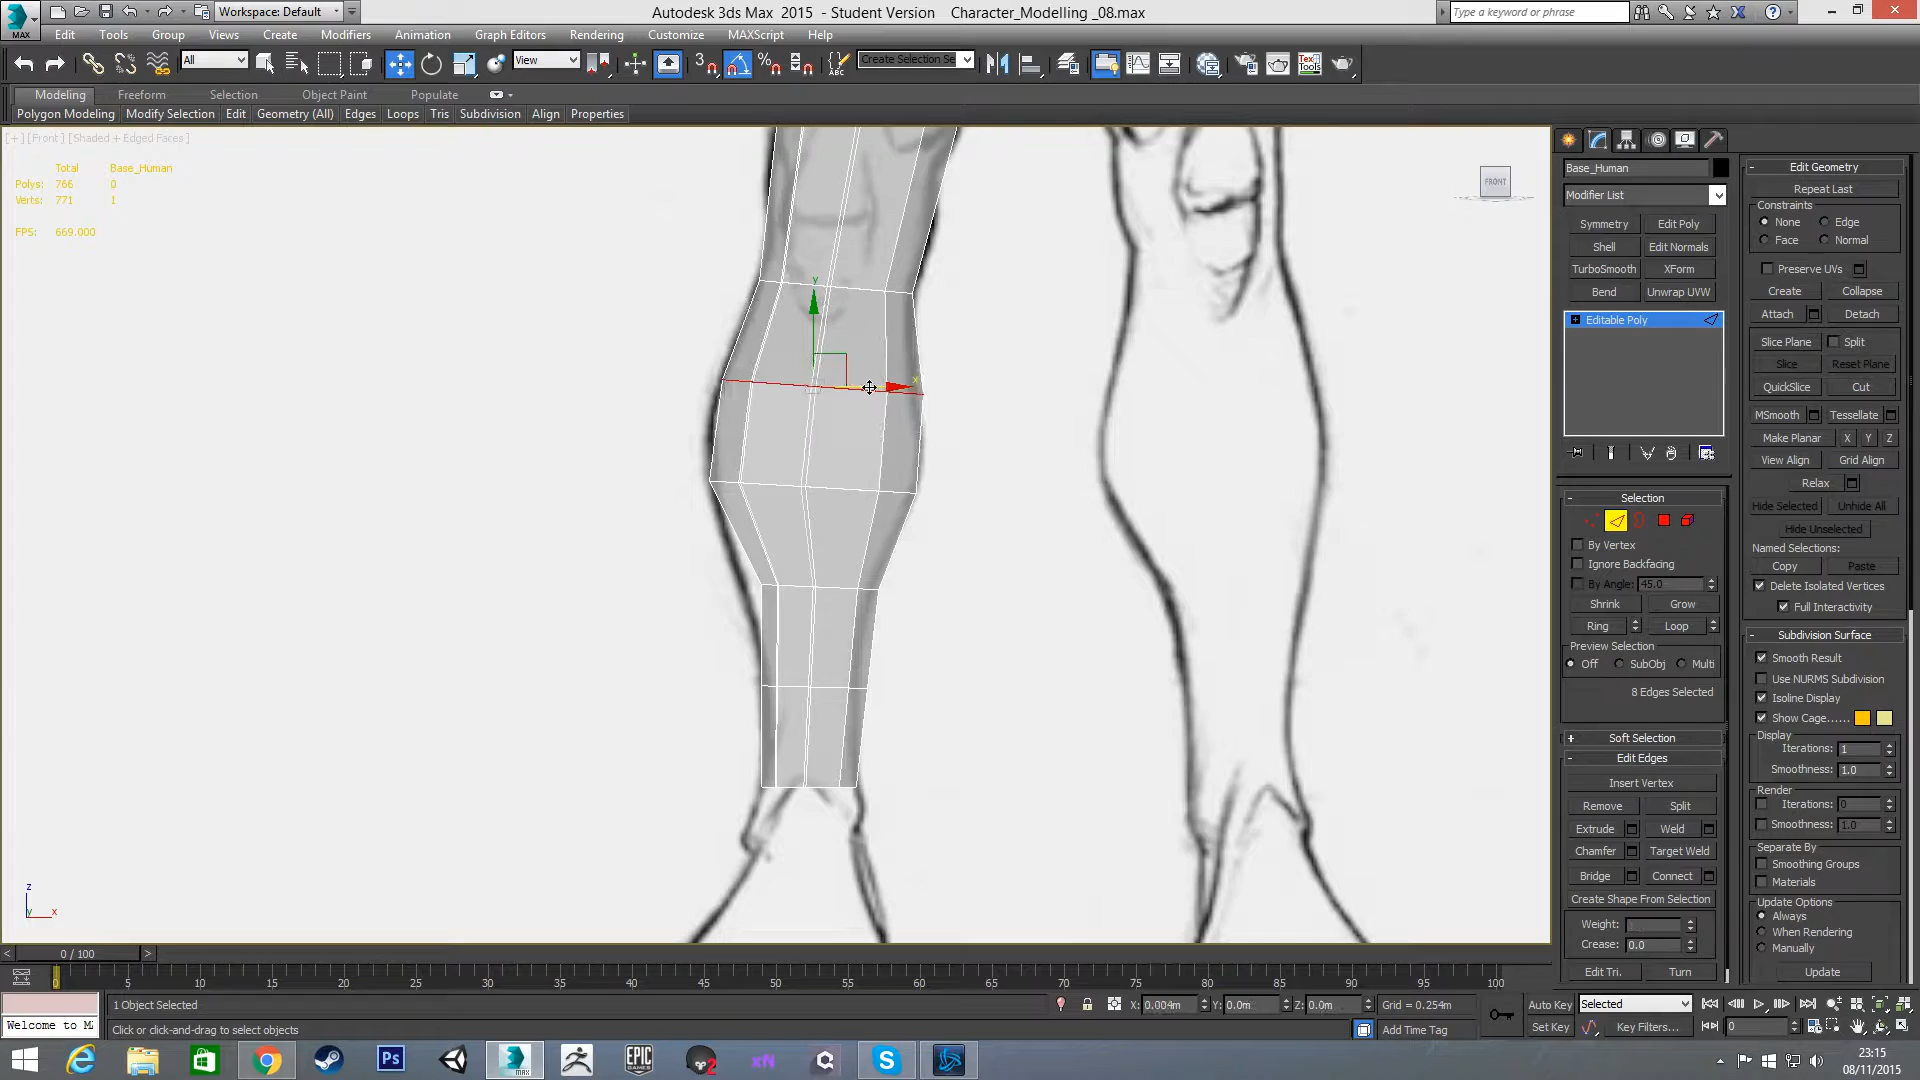 Workspace: Default
Autodesk 3ds Max 2015 - Student Version Character_Modelling _08.max
Type a keyword or phrase
MAX
Edit Tools Group Views Create Modifiers Animation Graph Editors Rendering Customize MAXScript Help
All
View
3
Create Selection Se
Modeling Freeform Selection Object Paint Populate
Polygon Modeling Modify Selection Edit Geometry (All) Edges Loops Tris Subdivision Align Properties
[+] [Front] [Shaded + Edged Faces]
Total Base_Human
Polys: 766 0
Verts: 771 1
FPS: 669.000
FRONT
y
x
z
y x
Base_Human
Modifier List
Symmetry Edit Poly
Shell Edit Normals
TurboSmooth XForm
Bend Unwrap UVW
Editable Poly
Selection
By Vertex
Ignore Backfacing
By Angle: 45.0
Shrink Grow
Ring Loop
Preview Selection
Off SubObj Multi
8 Edges Selected
Soft Selection
Edit Edges
Insert Vertex
Remove Split
Extrude Weld
Chamfer Target Weld
Bridge Connect
Create Shape From Selection
Weight:
Crease: 0.0
Edit Tri. Turn
Edit Geometry
Repeat Last
Constraints
None Edge
Face Normal
Preserve UVs
Create Collapse
Attach Detach
Slice Plane Split
Slice Reset Plane
QuickSlice Cut
MSmooth Tessellate
Make Planar X Y Z
View Align Grid Align
Relax
Hide Selected Unhide All
Hide Unselected
Named Selections:
Copy Paste
Delete Isolated Vertices
Full Interactivity
Subdivision Surface
Smooth Result
Use NURMS Subdivision
Isoline Display
Show Cage......
Display
Iterations: 1
Smoothness: 1.0
Render
Iterations: 0
Smoothness: 1.0
Separate By
Smoothing Groups
Materials
Update Options
Always
When Rendering
Manually
Update
0 / 100
0 5 10 15 20 25 30 35 40 45 50 55 60 65 70 75 80 85 90 95 100
1 Object Selected
X: 0.004m Y: 0.0m Z: 0.0m Grid = 0.254m
Auto Key Selected
Welcome to M
Click or click-and-drag to select objects
Add Time Tag
Set Key Key Filters... 0
23:15
08/11/2015